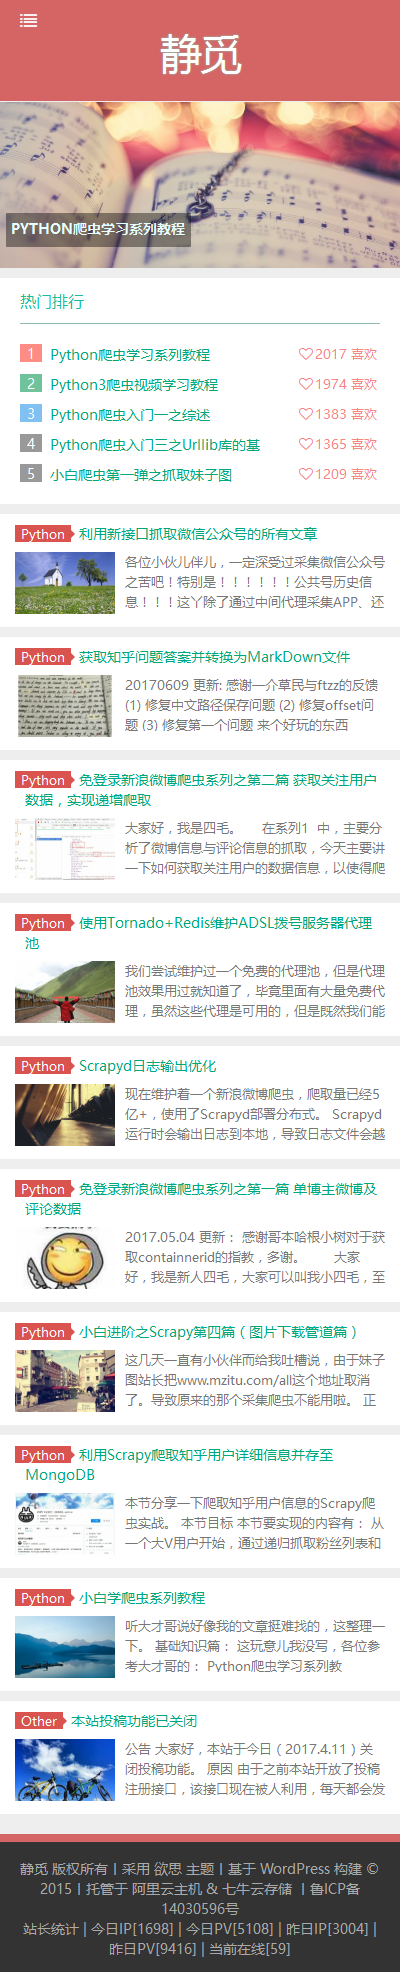 静觅
PYTHON爬虫学习系列教程
热门排行
1 Python爬虫学习系列教程 2017 喜欢
2 Python3爬虫视频学习教程 1974 喜欢
3 Python爬虫入门一之综述 1383 喜欢
4 Python爬虫入门三之Urllib库的基 1365 喜欢
5 小白爬虫第一弹之抓取妹子图 1209 喜欢
Python 利用新接口抓取微信公众号的所有文章
各位小伙儿伴儿，一定深受过采集微信公众号
之苦吧！特别是！！！！！！公共号历史信
息！！！这丫除了通过中间代理采集APP、还
Python 获取知乎问题答案并转换为MarkDown文件
20170609 更新: 感谢一介草民与ftzz的反馈
(1) 修复中文路径保存问题 (2) 修复offset问
题 (3) 修复第一个问题 来个好玩的东西
Python 免登录新浪微博爬虫系列之第二篇 获取关注用户
数据，实现递增爬取
大家好，我是四毛。 在系列1 中，主要分
析了微博信息与评论信息的抓取，今天主要讲
一下如何获取关注用户的数据信息，以使得爬
Python 使用Tornado+Redis维护ADSL拨号服务器代理
池
我们尝试维护过一个免费的代理池，但是代理
池效果用过就知道了，毕竟里面有大量免费代
理，虽然这些代理是可用的，但是既然我们能
Python Scrapyd日志输出优化
现在维护着一个新浪微博爬虫，爬取量已经5
亿+，使用了Scrapyd部署分布式。 Scrapyd
运行时会输出日志到本地，导致日志文件会越
Python 免登录新浪微博爬虫系列之第一篇 单博主微博及
评论数据
2017.05.04 更新： 感谢哥本哈根小树对于获
取containnerid的指教，多谢。 大家
好，我是新人四毛，大家可以叫我小四毛，至
Python 小白进阶之Scrapy第四篇（图片下载管道篇）
这几天一直有小伙伴而给我吐槽说，由于妹子
图站长把www.mzitu.com/all这个地址取消
了。导致原来的那个采集爬虫不能用啦。 正
Python 利用Scrapy爬取知乎用户详细信息并存至
MongoDB
本节分享一下爬取知乎用户信息的Scrapy爬
虫实战。 本节目标 本节要实现的内容有： 从
一个大V用户开始，通过递归抓取粉丝列表和
Python 小白学爬虫系列教程
听大才哥说好像我的文章挺难找的，这整理一
下。 基础知识篇： 这玩意儿我没写，各位参
考大才哥的： Python爬虫学习系列教
Other 本站投稿功能已关闭
公告 大家好，本站于今日（2017.4.11）关
闭投稿功能。 原因 由于之前本站开放了投稿
注册接口，该接口现在被人利用，每天都会发
静觅 版权所有丨采用 欲思 主题丨基于 WordPress 构建 ©
2015丨托管于 阿里云主机 & 七牛云存储 丨鲁ICP备
14030596号
站长统计 | 今日IP[1698] | 今日PV[5108] | 昨日IP[3004] |
昨日PV[9416] | 当前在线[59]